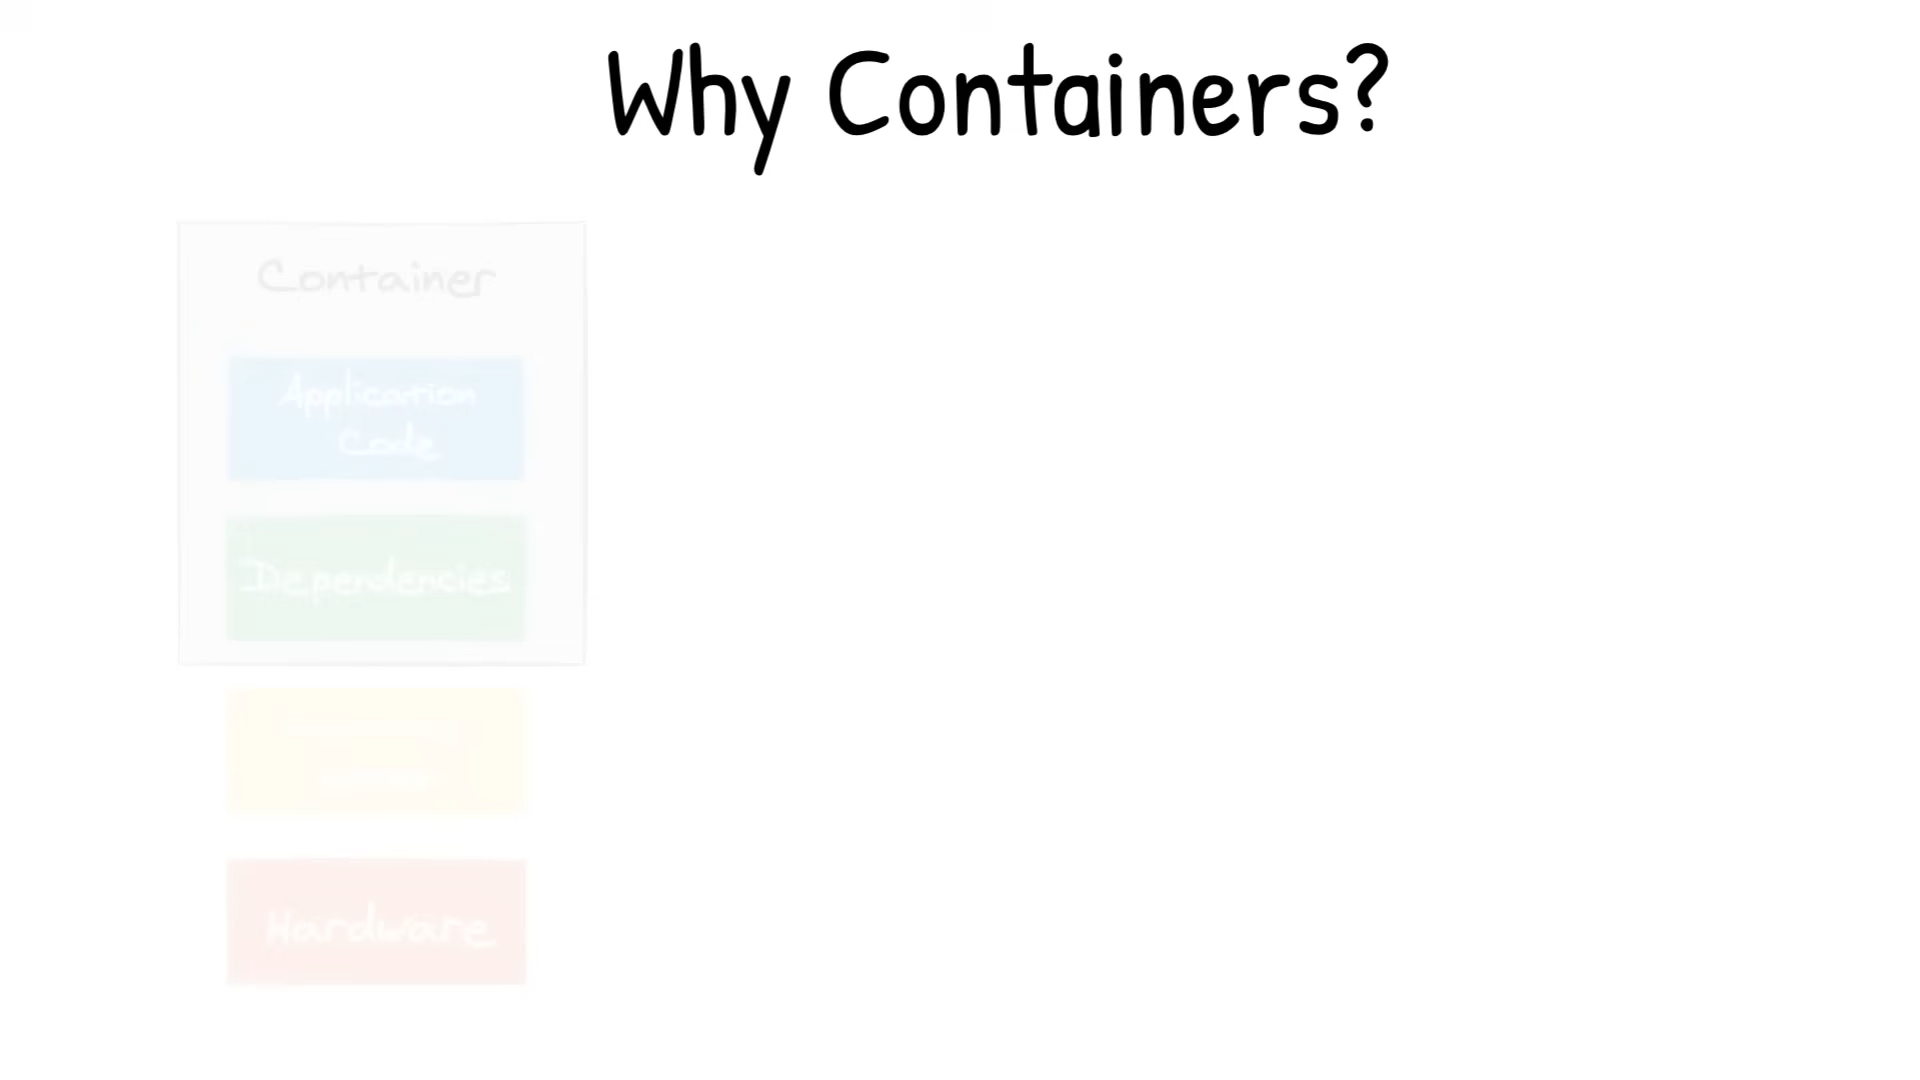 Why Containers?
Container
Application
Code
Dependencies
Hardware